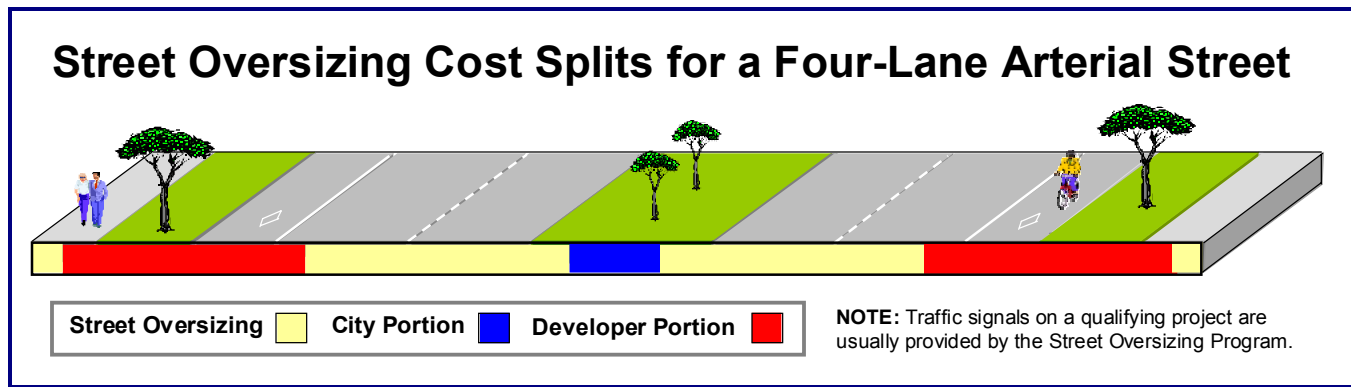 Street Oversizing Cost Splits for a Four-Lane Arterial Street
Street Oversizing City Portion Developer Portion
NOTE: Traffic signals on a qualifying project are
usually provided by the Street Oversizing Program.